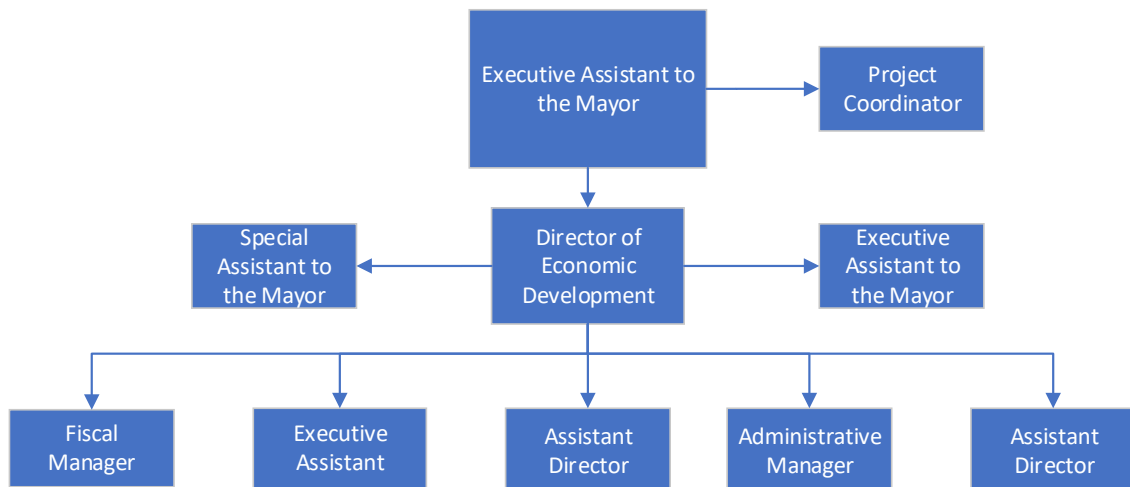 Executive Assistant to
the Mayor
Project
Coordinator
Special
Assistant to
the Mayor
Director of
Economic
Development
Executive
Assistant to
the Mayor
Fiscal
Manager
Executive
Assistant
Assistant
Director
Administrative
Manager
Assistant
Director